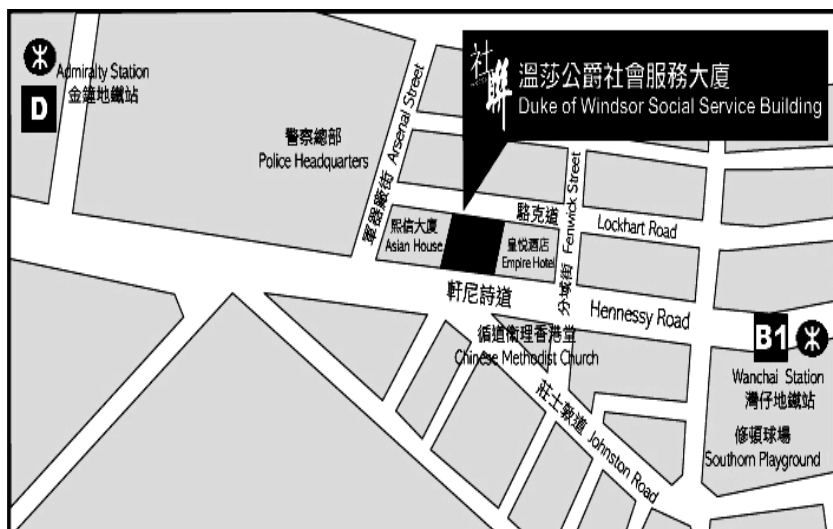 社聯
溫莎公爵社會服務大廈
Duke of Windsor Social Service Building
Admiralty Station
金鐘地鐵站
D
警察總部
Police Headquarters
軍器廠街 Arsenal Street
熙信大廈
Asian House
皇悅酒店
Empire Hotel
駱克道 Lockhart Road
分域街 Fenwick Street
軒尼詩道 Hennessy Road
循道衛理香港堂
Chinese Methodist Church
莊士敦道 Johnston Road
B1
Wanchai Station
灣仔地鐵站
修頓球場
Southorn Playground